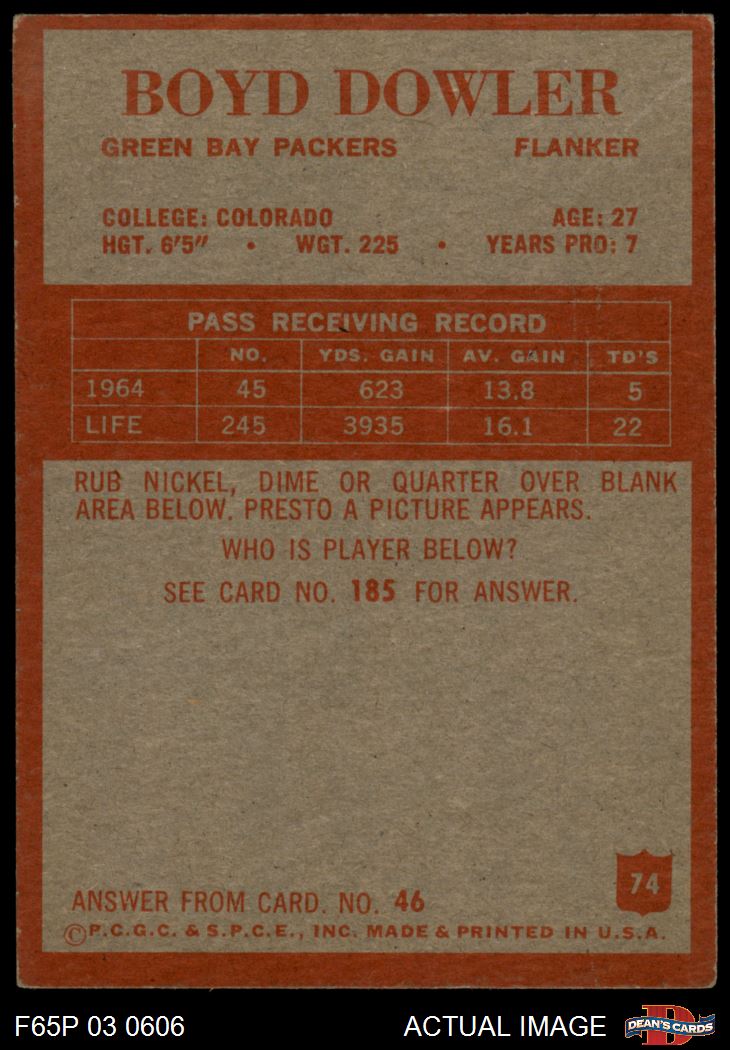 BOYD DOWLER
GREEN BAY PACKERS FLANKER
COLLEGE: COLORADO AGE: 27
HGT. 6'5" • WGT. 225 • YEARS PRO: 7
PASS RECEIVING RECORD
NO. YDS. GAIN AV. GAIN TD'S
1964 45 623 13.8 5
LIFE 245 3935 16.1 22
RUB NICKEL, DIME OR QUARTER OVER BLANK
AREA BELOW. PRESTO A PICTURE APPEARS.
WHO IS PLAYER BELOW?
SEE CARD NO. 185 FOR ANSWER.
74
ANSWER FROM CARD. NO. 46
©P.C.G.C. & S.P.C.E., INC. MADE & PRINTED IN U.S.A.
F65P 03 0606 ACTUAL IMAGE D DEAN'S CARDS